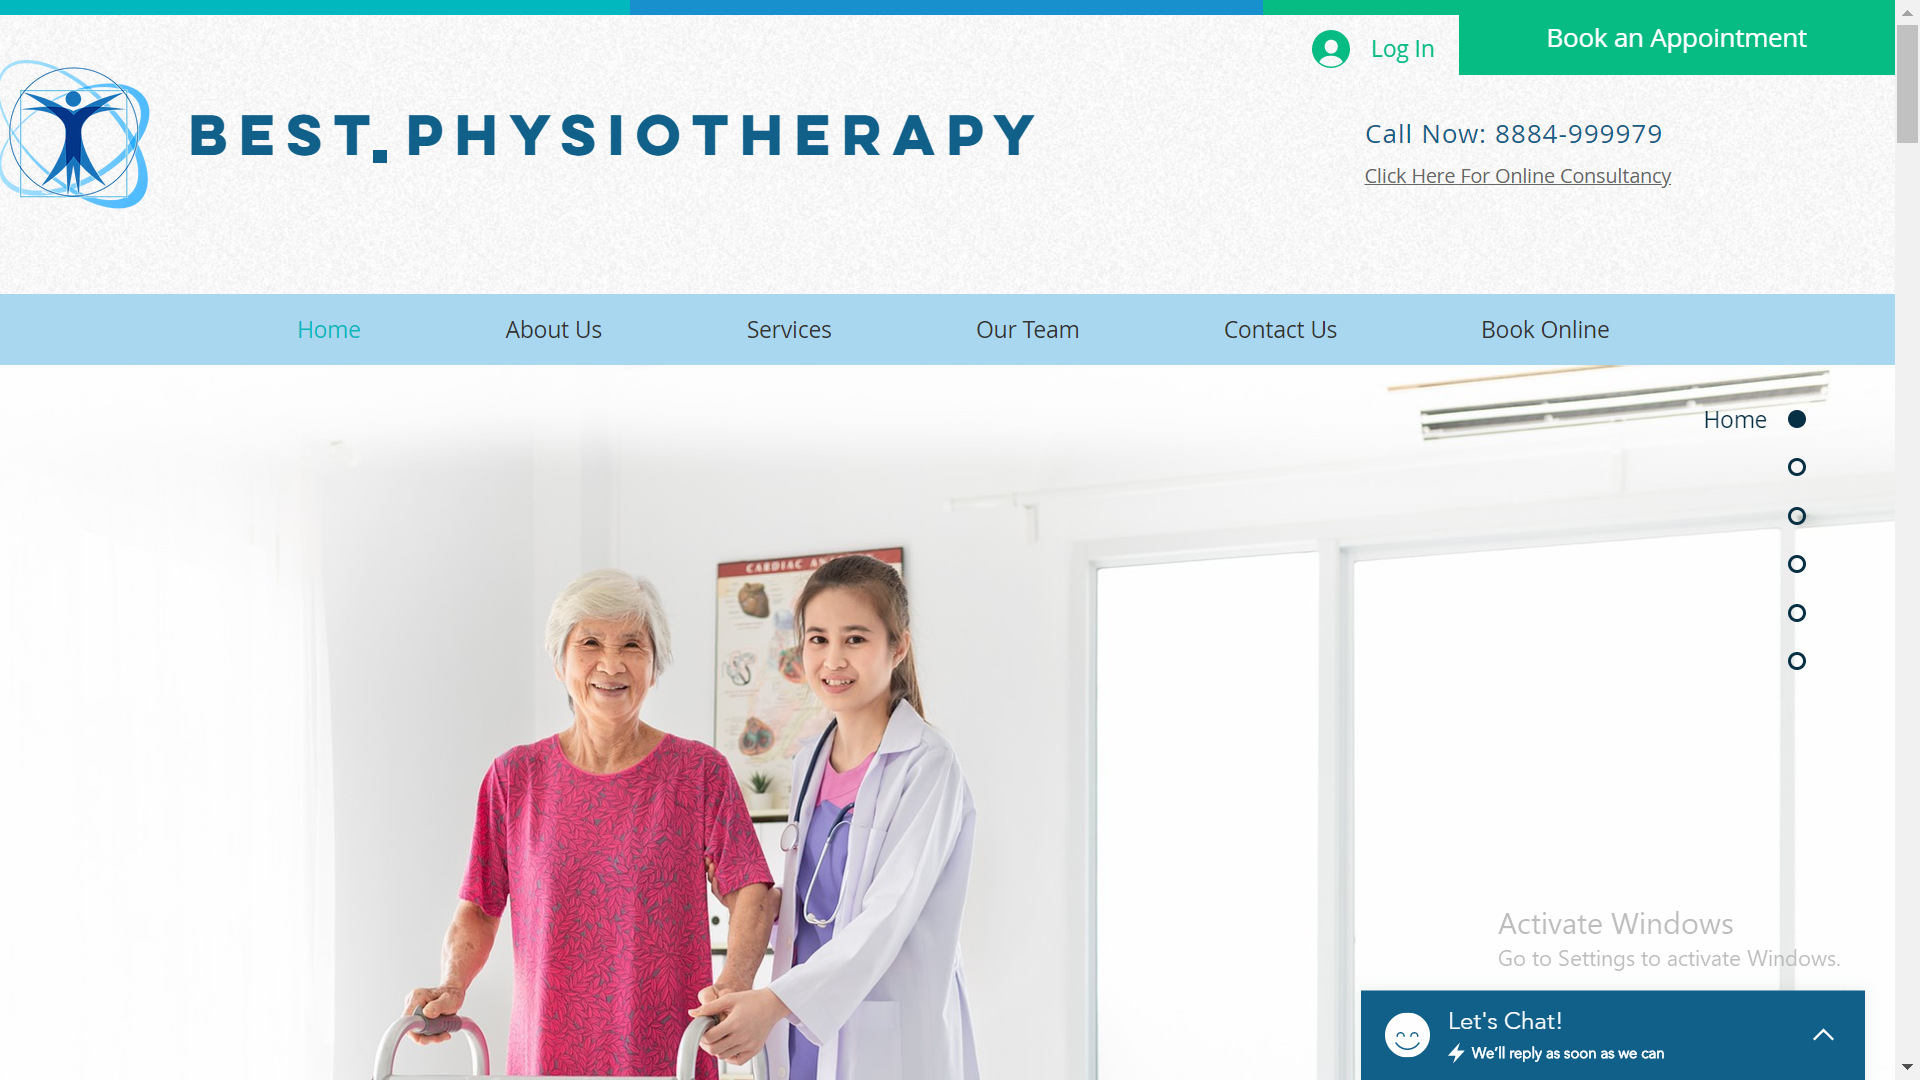 Log In
Book an Appointment
BEST.PHYSIOTHERAPY
Call Now: 8884-999979
Click Here For Online Consultancy
Home
About Us
Services
Our Team
Contact Us
Book Online
Home
CARDIAC
Activate Windows
Go to Settings to activate Windows.
Let's Chat!
We'll reply as soon as we can